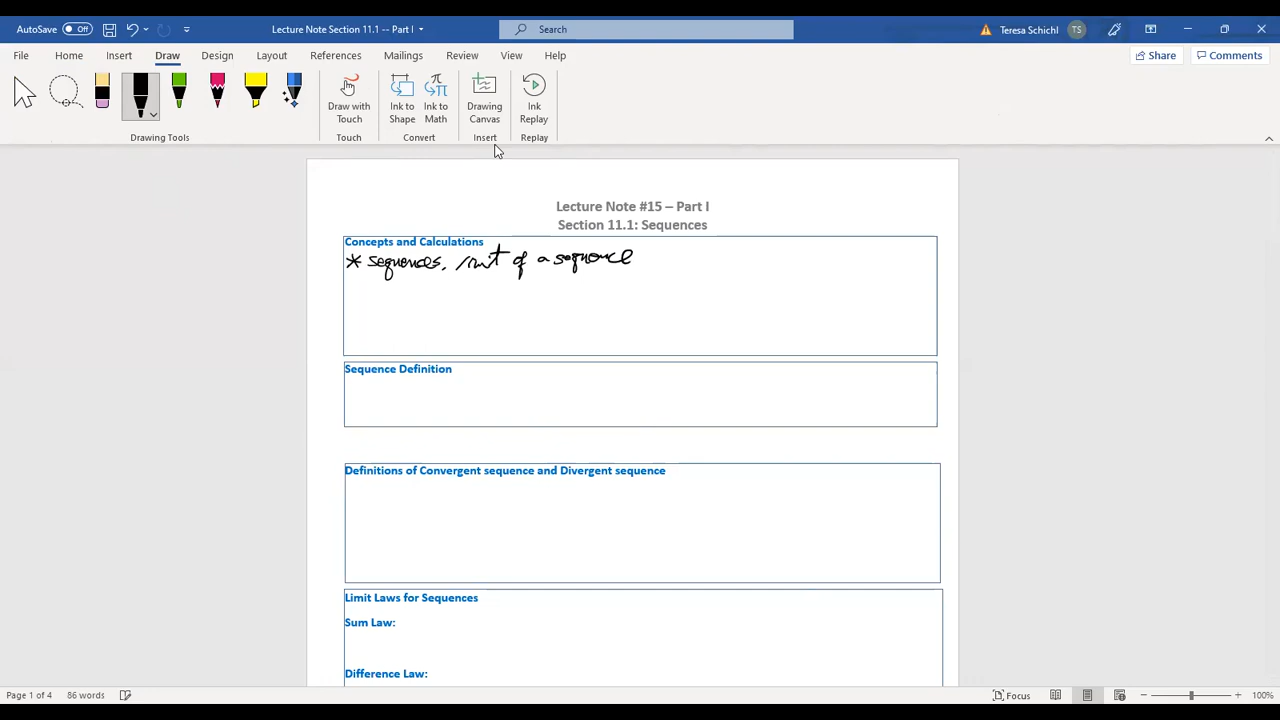 AutoSave Off Lecture Note Section 11.1 -- Part I Search Teresa Schichl TS
File Home Insert Draw Design Layout References Mailings Review View Help Share Comments
Draw with Touch Ink to Shape Ink to Math Drawing Canvas Ink Replay
Drawing Tools Touch Convert Insert Replay
Lecture Note #15 – Part I
Section 11.1: Sequences
Concepts and Calculations
* sequences, limit of a sequence
Sequence Definition
Definitions of Convergent sequence and Divergent sequence
Limit Laws for Sequences
Sum Law:
Difference Law:
Page 1 of 4 86 words Focus 100%